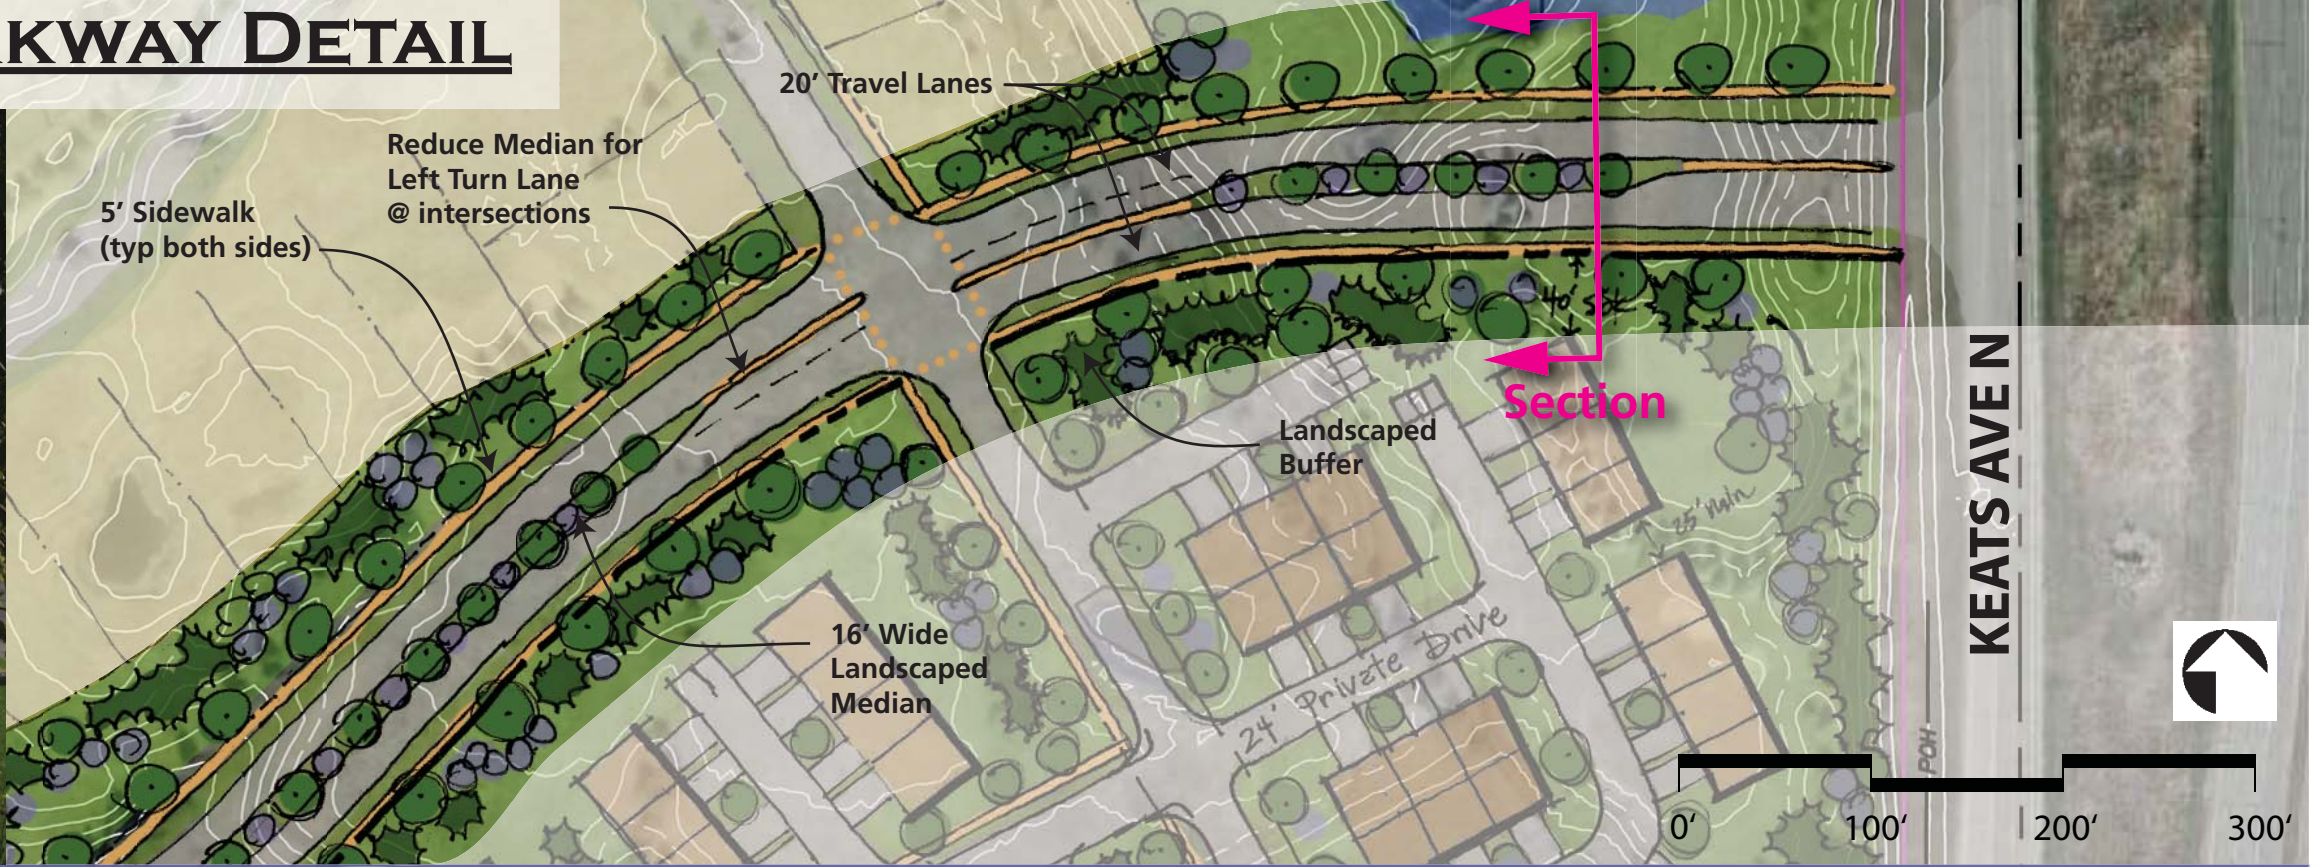 KWAY DETAIL
20' Travel Lanes
Reduce Median for
Left Turn Lane
@ intersections
5' Sidewalk
(typ both sides)
40'
Section
Landscaped
Buffer
25' min
KEATS AVE N
16' Wide
Landscaped
Median
24' Private Drive
0' 100' 200' 300'